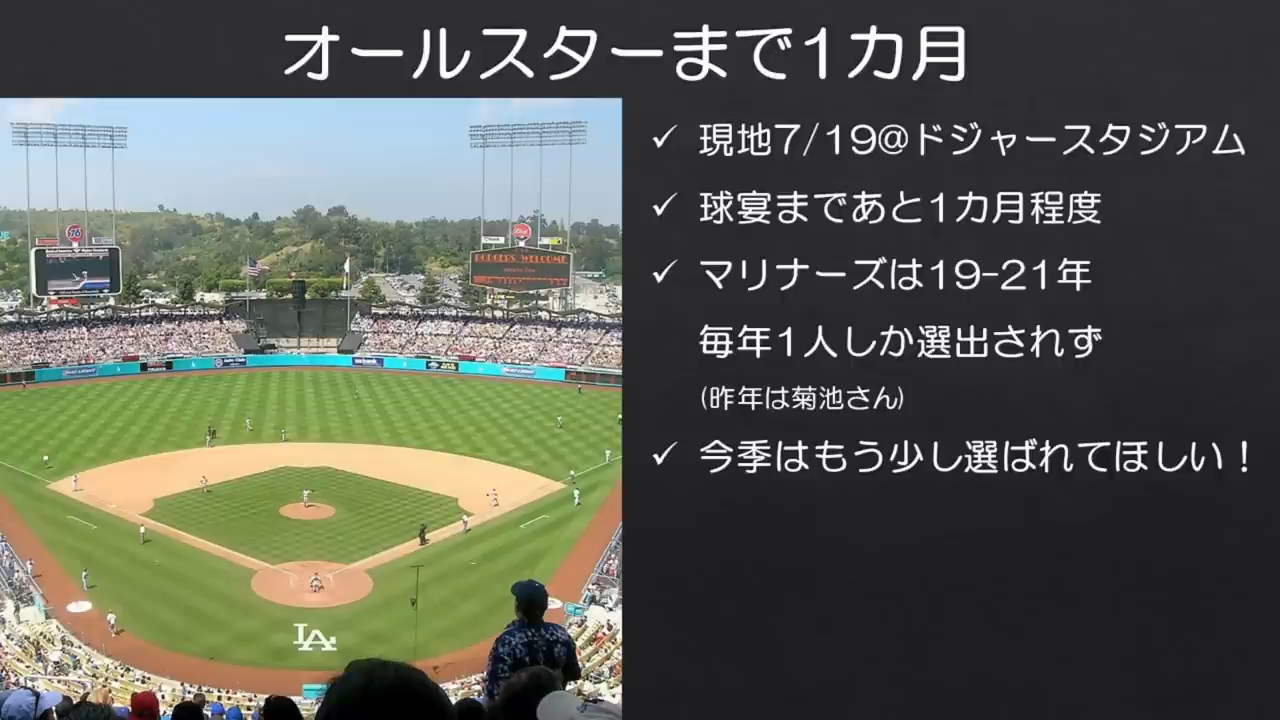 オールスターまで1カ月
✓ 現地7/19@ドジャースタジアム
✓ 球宴まであと1カ月程度
✓ マリナーズは19-21年
毎年1人しか選出されず
(昨年は菊池さん)
✓ 今季はもう少し選ばれてほしい！
76
DODGERS WELCOME
LA